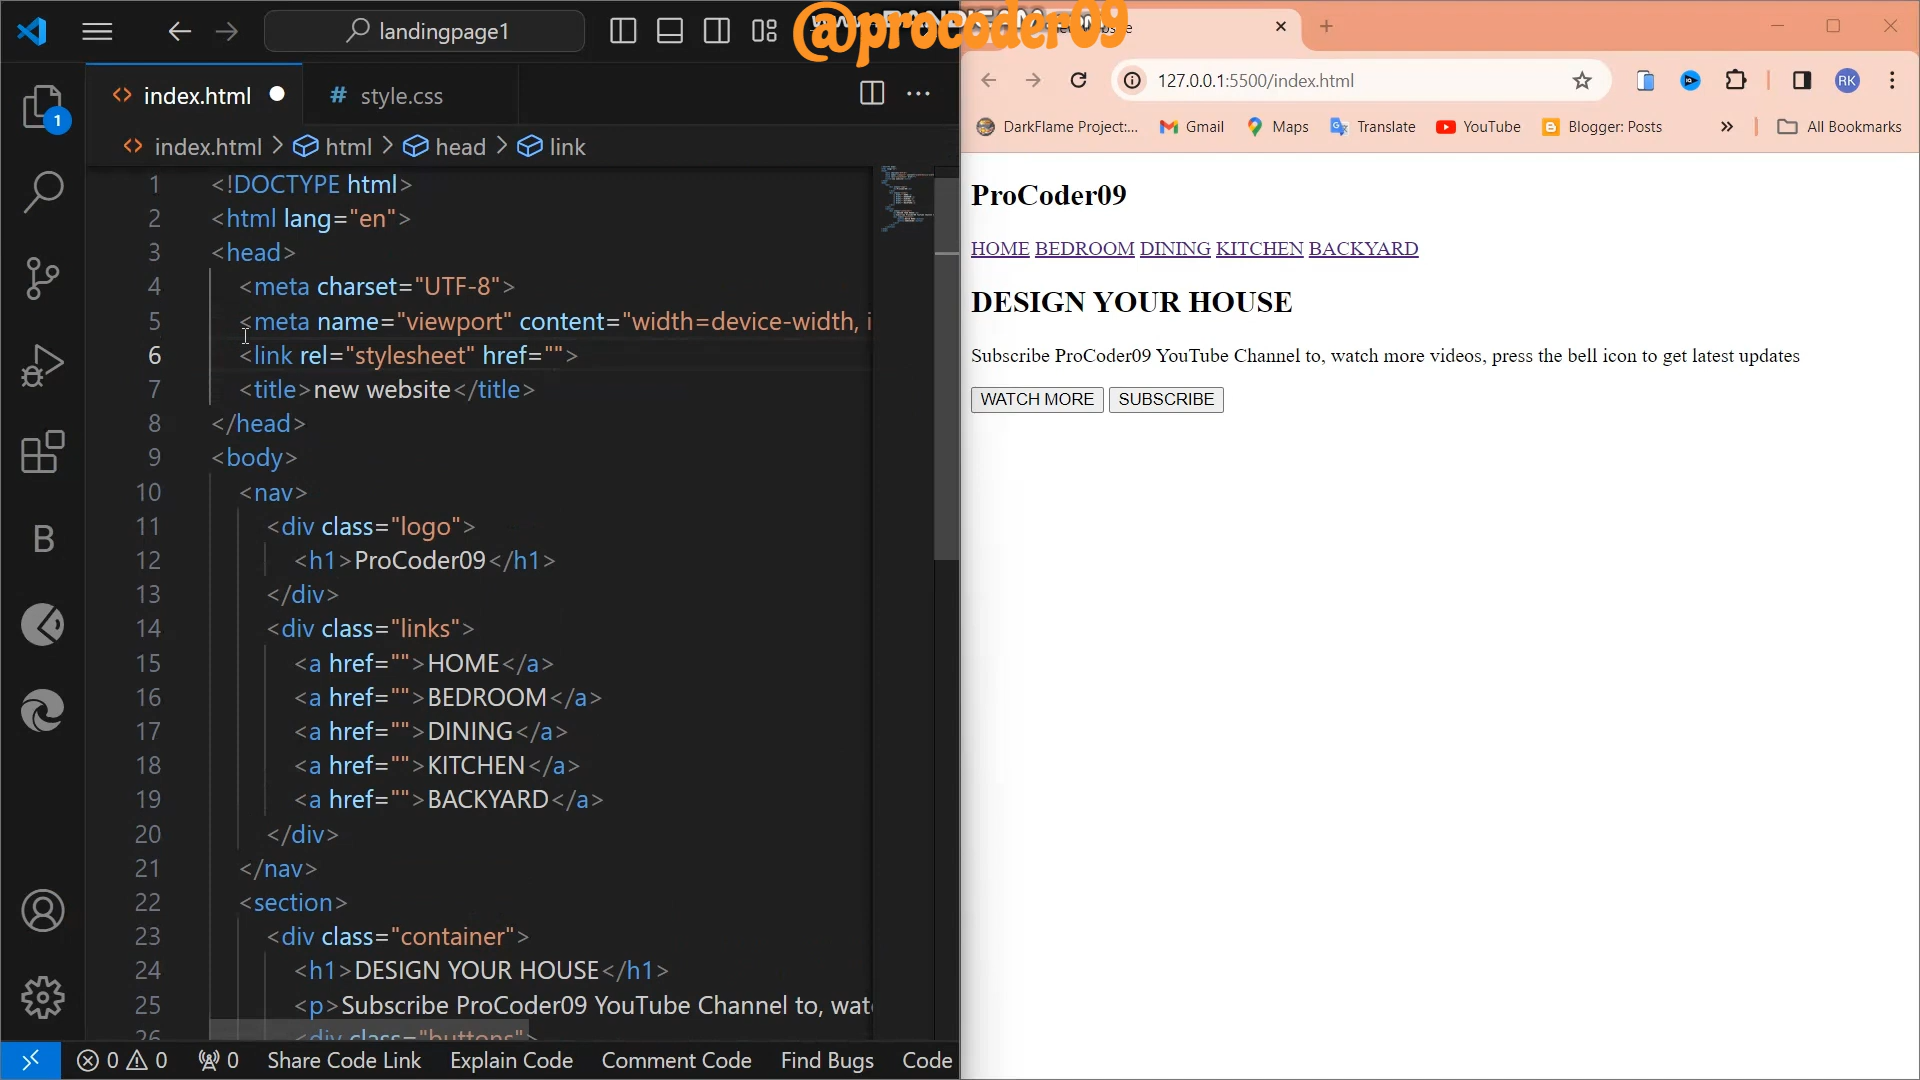 landingpage1
@procoder09
index.html
# style.css
index.html > html > head > link
1 <!DOCTYPE html>
2 <html lang="en">
3 <head>
4 <meta charset="UTF-8">
5 <meta name="viewport" content="width=device-width, i
6 <link rel="stylesheet" href="">
7 <title>new website</title>
8 </head>
9 <body>
10 <nav>
11 <div class="logo">
12 <h1>ProCoder09</h1>
13 </div>
14 <div class="links">
15 <a href="">HOME</a>
16 <a href="">BEDROOM</a>
17 <a href="">DINING</a>
18 <a href="">KITCHEN</a>
19 <a href="">BACKYARD</a>
20 </div>
21 </nav>
22 <section>
23 <div class="container">
24 <h1>DESIGN YOUR HOUSE</h1>
25 <p>Subscribe ProCoder09 YouTube Channel to, wat
26 <div class="buttons">
1
B
0 0 0 Share Code Link Explain Code Comment Code Find Bugs Code
127.0.0.1:5500/index.html
RK
DarkFlame Project:... Gmail Maps Translate YouTube Blogger: Posts » All Bookmarks
ProCoder09
HOME BEDROOM DINING KITCHEN BACKYARD
DESIGN YOUR HOUSE
Subscribe ProCoder09 YouTube Channel to, watch more videos, press the bell icon to get latest updates
WATCH MORE SUBSCRIBE